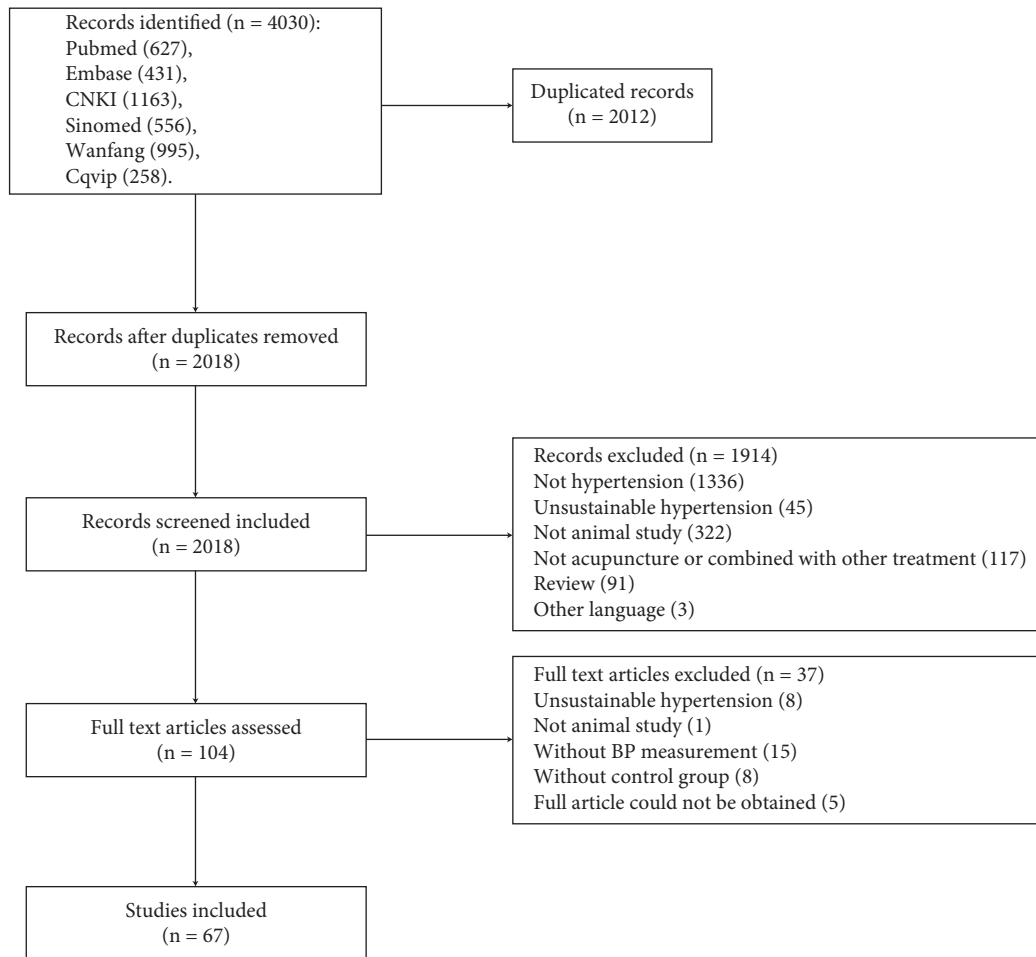 Records identified (n = 4030):
Pubmed (627),
Embase (431),
CNKI (1163),
Sinomed (556),
Wanfang (995),
Cqvip (258).
Duplicated records
(n = 2012)
Records after duplicates removed
(n = 2018)
Records screened included
(n = 2018)
Records excluded (n = 1914)
Not hypertension (1336)
Unsustainable hypertension (45)
Not animal study (322)
Not acupuncture or combined with other treatment (117)
Review (91)
Other language (3)
Full text articles assessed
(n = 104)
Full text articles excluded (n = 37)
Unsustainable hypertension (8)
Not animal study (1)
Without BP measurement (15)
Without control group (8)
Full article could not be obtained (5)
Studies included
(n = 67)